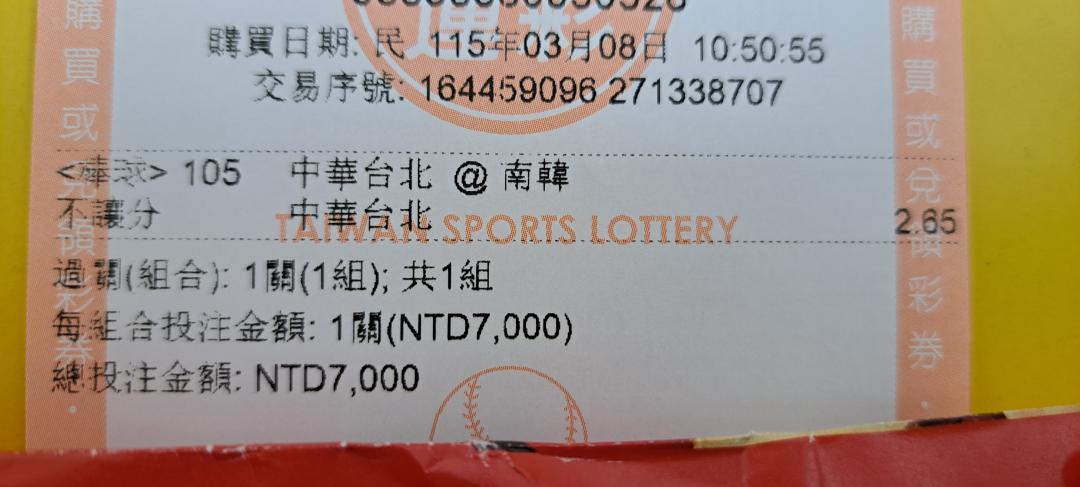 購買日期: 民 115年03月08日 10:50:55
交易序號: 164459096 271338707
<棒球> 105 中華台北 @ 南韓
不讓分 中華台北 2.65
TAIWAN SPORTS LOTTERY
過關(組合): 1關(1組); 共1組
每組合投注金額: 1關(NTD7,000)
總投注金額: NTD7,000
購買或兌領彩券.
購買或兌領彩券.